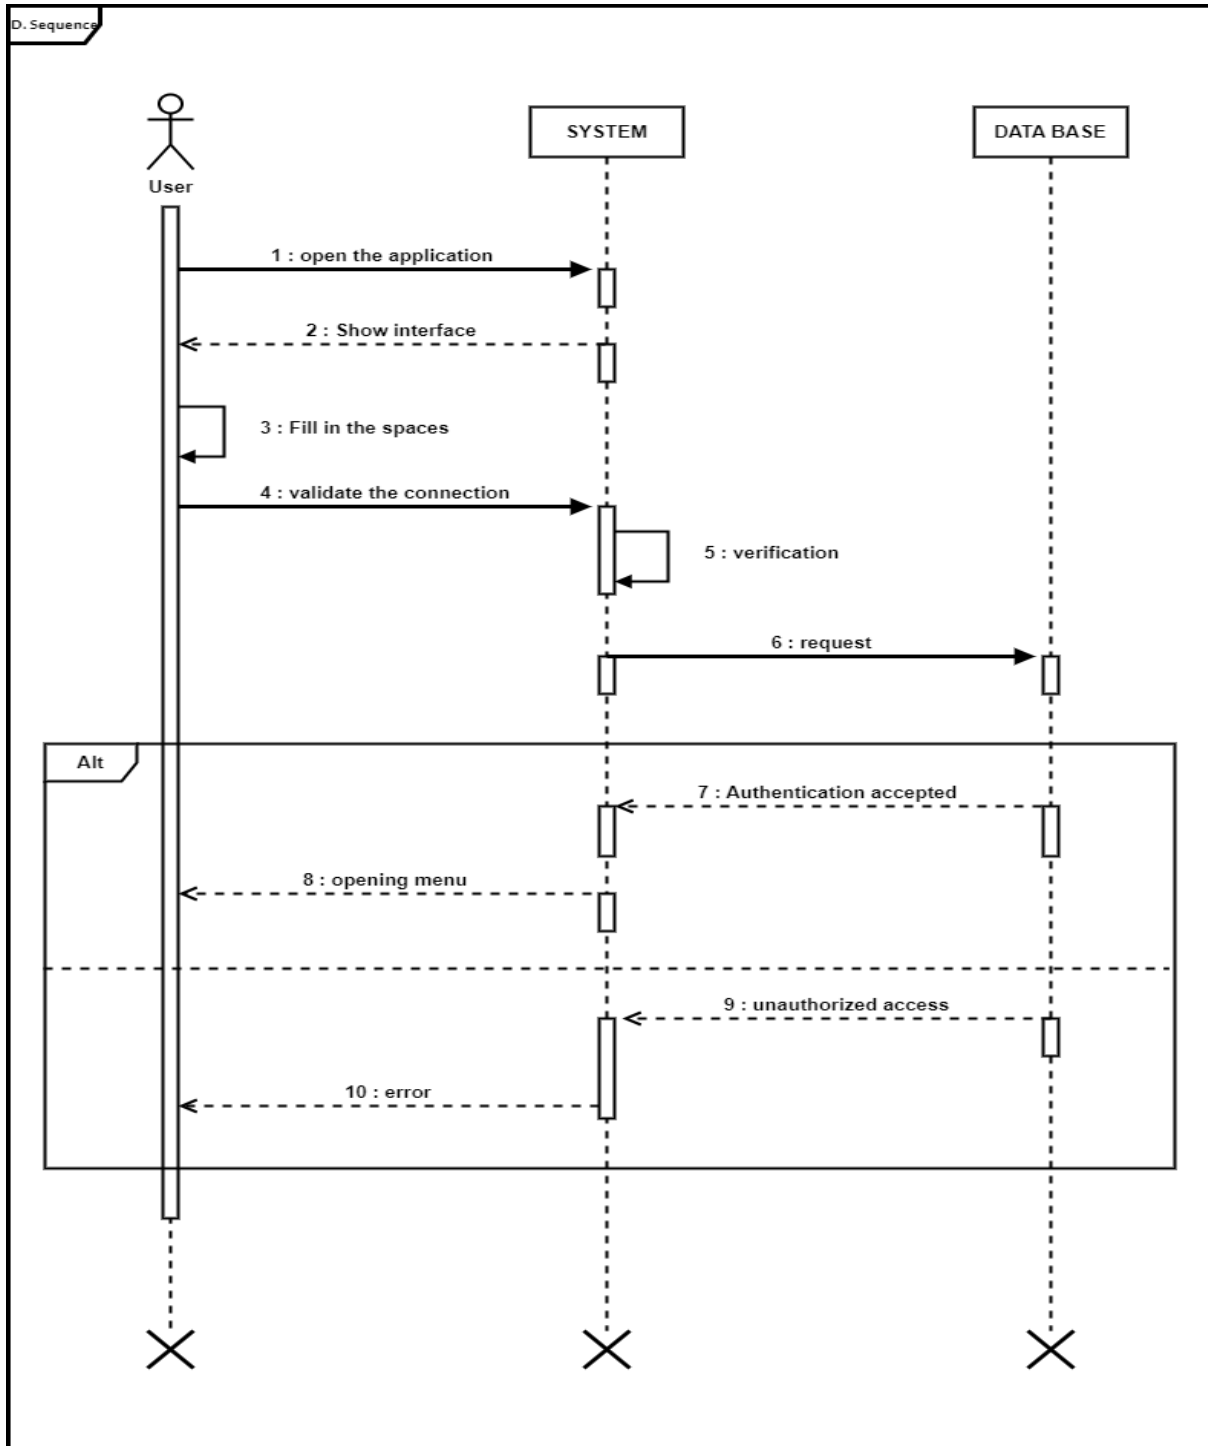 D. Sequence
SYSTEM
DATA BASE
User
1 : open the application
2 : Show interface
3 : Fill in the spaces
4 : validate the connection
5 : verification
6 : request
Alt
7 : Authentication accepted
8 : opening menu
9 : unauthorized access
10 : error